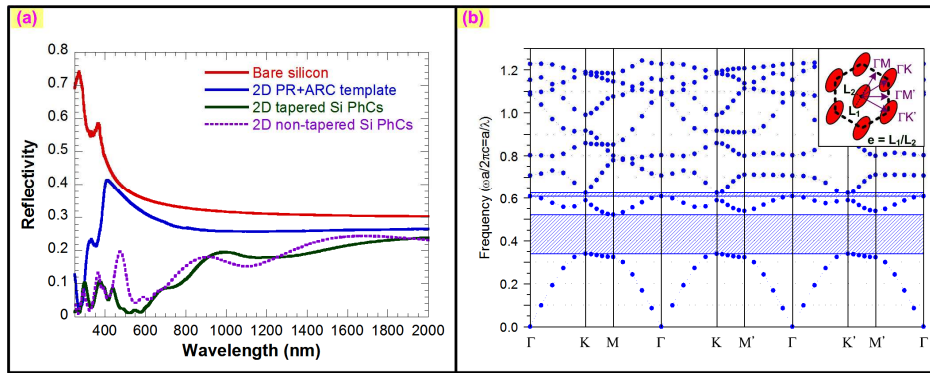 (a)
0.8
0.7
0.6
0.5
0.4
0.3
0.2
0.1
0
Reflectivity
Bare silicon
2D PR+ARC template
2D tapered Si PhCs
2D non-tapered Si PhCs
400 600 800 1000 1200 1400 1600 1800 2000
Wavelength (nm)
(b)
1.2
1.0
0.8
0.6
0.4
0.2
0.0
Frequency (ωa/2πc=a/λ)
ΓM
ΓK
L₂
ΓM'
L₁
ΓK'
e = L₁/L₂
Γ K M Γ K M' Γ K' M' Γ